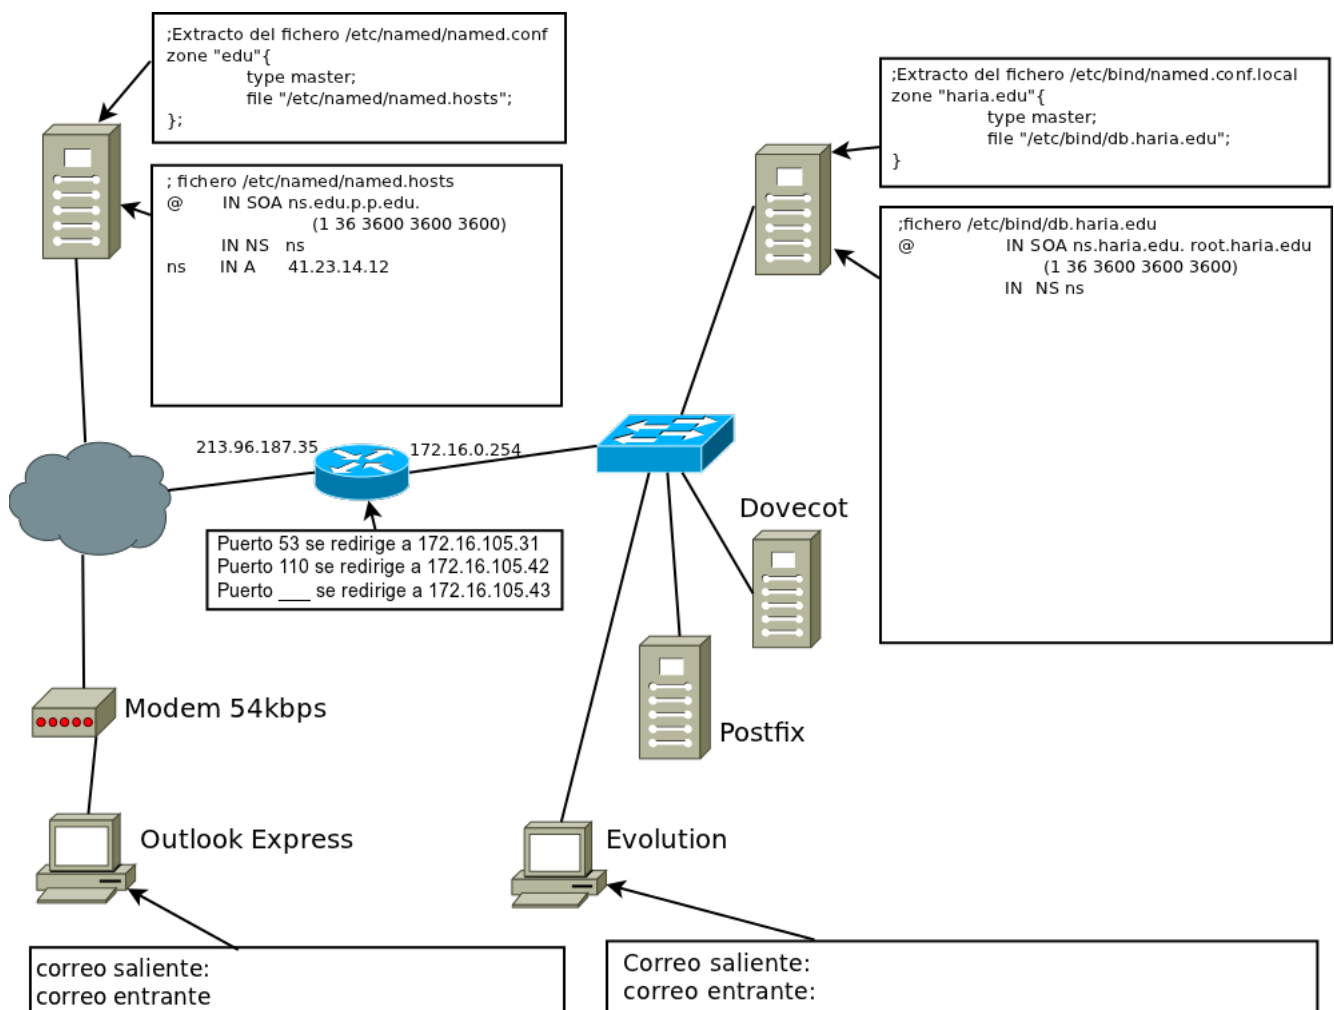 ;Extracto del fichero /etc/named/named.conf
zone "edu"{
type master;
file "/etc/named/named.hosts";
};
; fichero /etc/named/named.hosts
@ IN SOA ns.edu.p.p.edu.
(1 36 3600 3600 3600)
IN NS ns
ns IN A 41.23.14.12
;Extracto del fichero /etc/bind/named.conf.local
zone "haria.edu"{
type master;
file "/etc/bind/db.haria.edu";
}
;fichero /etc/bind/db.haria.edu
@ IN SOA ns.haria.edu. root.haria.edu
(1 36 3600 3600 3600)
IN NS ns
213.96.187.35
172.16.0.254
Puerto 53 se redirige a 172.16.105.31
Puerto 110 se redirige a 172.16.105.42
Puerto ___ se redirige a 172.16.105.43
Dovecot
Postfix
Modem 54kbps
Outlook Express
Evolution
correo saliente:
correo entrante
Correo saliente:
correo entrante: